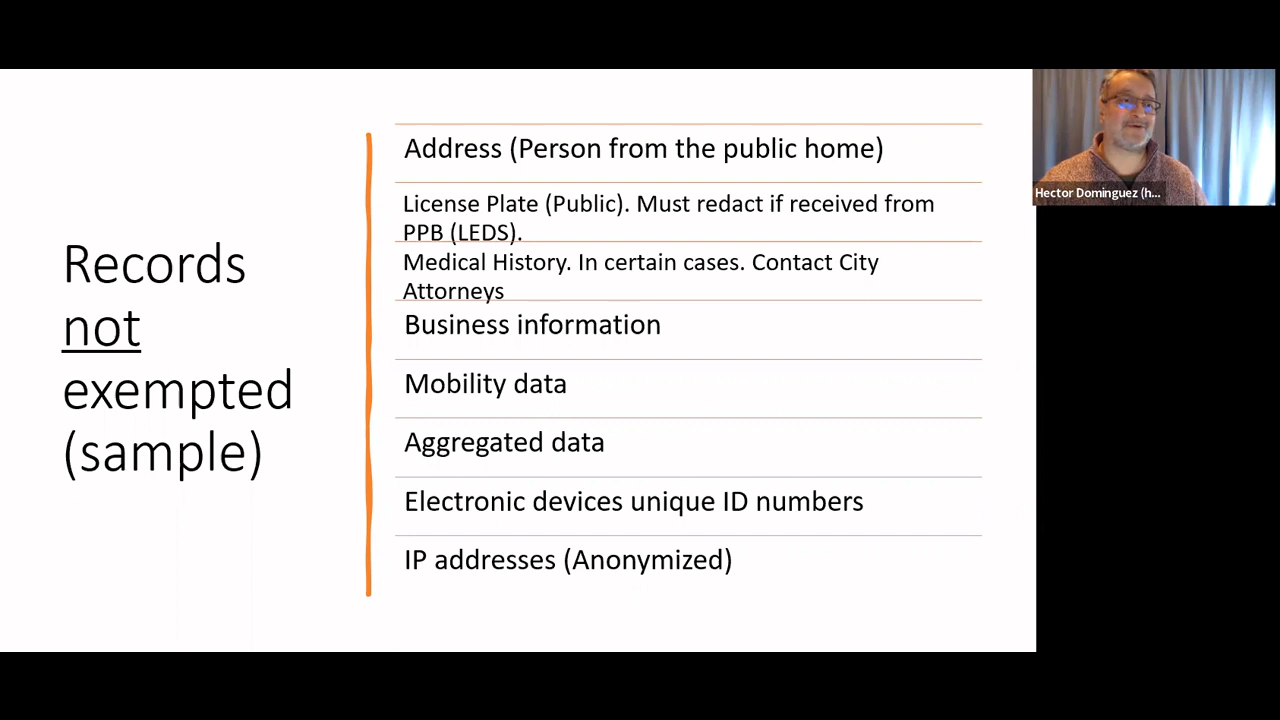 Records
not
exempted
(sample)
Address (Person from the public home)
License Plate (Public). Must redact if received from
PPB (LEDS).
Medical History. In certain cases. Contact City
Attorneys
Business information
Mobility data
Aggregated data
Electronic devices unique ID numbers
IP addresses (Anonymized)
Hector Dominguez (h...